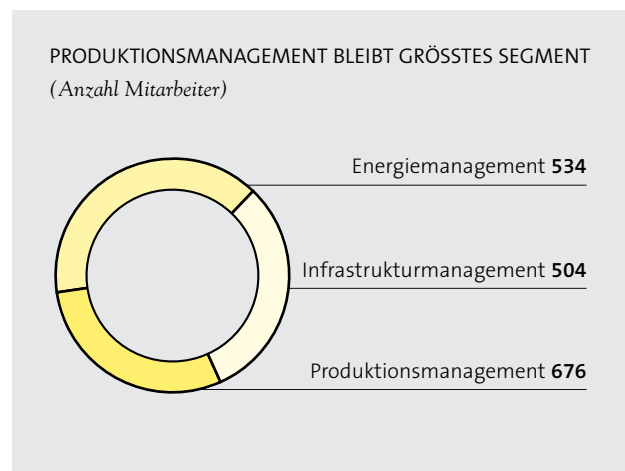 PRODUKTIONSMANAGEMENT BLEIBT GRÖSSTES SEGMENT
(Anzahl Mitarbeiter)
Energiemanagement 534
Infrastrukturmanagement 504
Produktionsmanagement 676